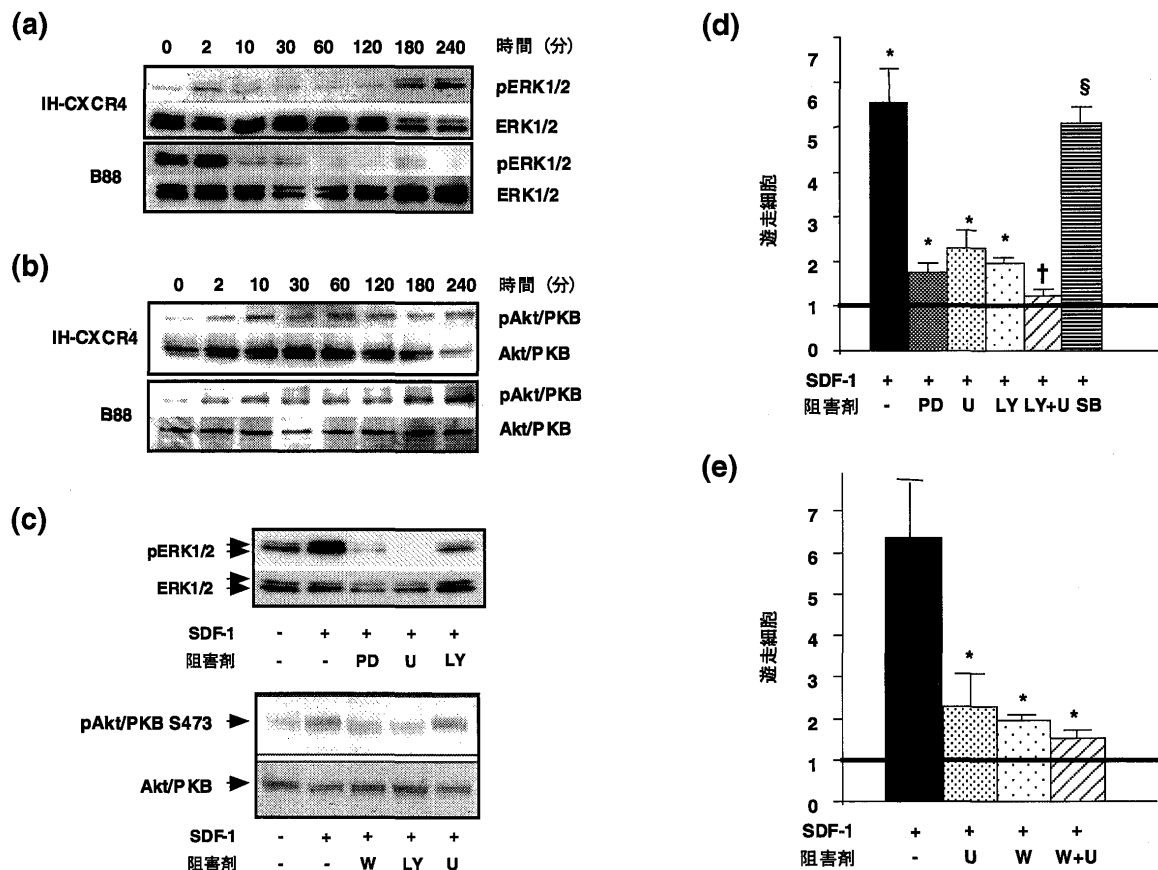 (a)
0 2 10 30 60 120 180 240 時間 (分)
IH-CXCR4
pERK1/2
ERK1/2
B88
pERK1/2
ERK1/2
(b)
0 2 10 30 60 120 180 240 時間 (分)
IH-CXCR4
pAkt/PKB
Akt/PKB
B88
pAkt/PKB
Akt/PKB
(c)
pERK1/2
ERK1/2
SDF-1 - + + + +
阻害剤 - - PD U LY
pAkt/PKB S473
Akt/PKB
SDF-1 - + + + +
阻害剤 - - W LY U
(d)
遊走細胞
7
6
5
4
3
2
1
0
* * * * † §
SDF-1 + + + + + +
阻害剤 - PD U LY LY+U SB
(e)
遊走細胞
7
6
5
4
3
2
1
0
* * *
SDF-1 + + + +
阻害剤 - U W W+U